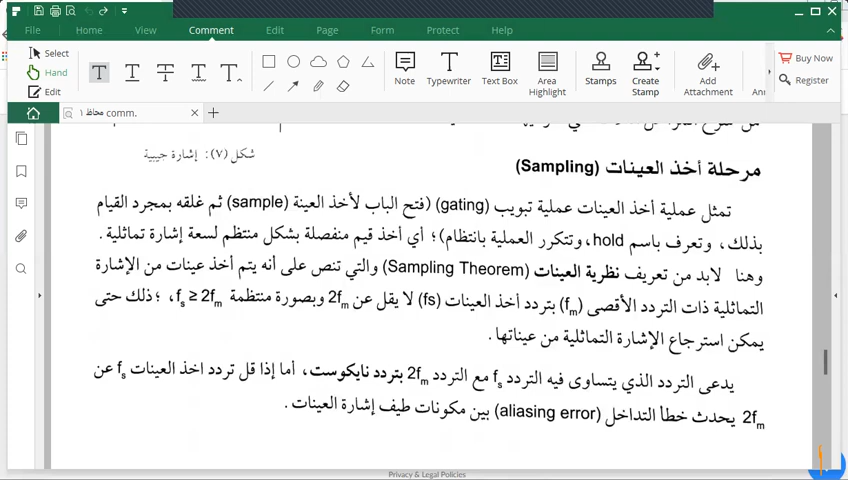 File Home View Comment Edit Page Form Protect Help
Select
Hand
Edit
Note
Typewriter
Text Box
Area Highlight
Stamps
Create Stamp
Add Attachment
Buy Now
Register
محاظ ١ comm.
شكل (٧): إشارة جيبية
مرحلة أخذ العينات (Sampling)
تمثل عملية أخذ العينات عملية تبويب (gating) (فتح الباب لأخذ العينة (sample) ثم غلقه بمجرد القيام
بذلك، وتعرف باسم hold، وتتكرر العملية بانتظام)؛ أي أخذ قيم منفصلة بشكل منتظم لسعة إشارة تماثلية.
وهنا لابد من تعريف نظرية العينات (Sampling Theorem) والتي تنص على أنه يتم أخذ عينات من الإشارة
التماثلية ذات التردد الأقصى (fm) بتردد أخذ العينات (fs) لا يقل عن 2fm وبصورة منتظمة fs ≥ 2fm، ؛ ذلك حتى
يمكن استرجاع الإشارة التماثلية من عيناتها.
يدعى التردد الذي يتساوى فيه التردد fs مع التردد 2fm بتردد نايكوست، أما إذا قل تردد اخذ العينات fs عن
2fm يحدث خطأ التداخل (aliasing error) بين مكونات طيف إشارة العينات.
Privacy & Legal Policies